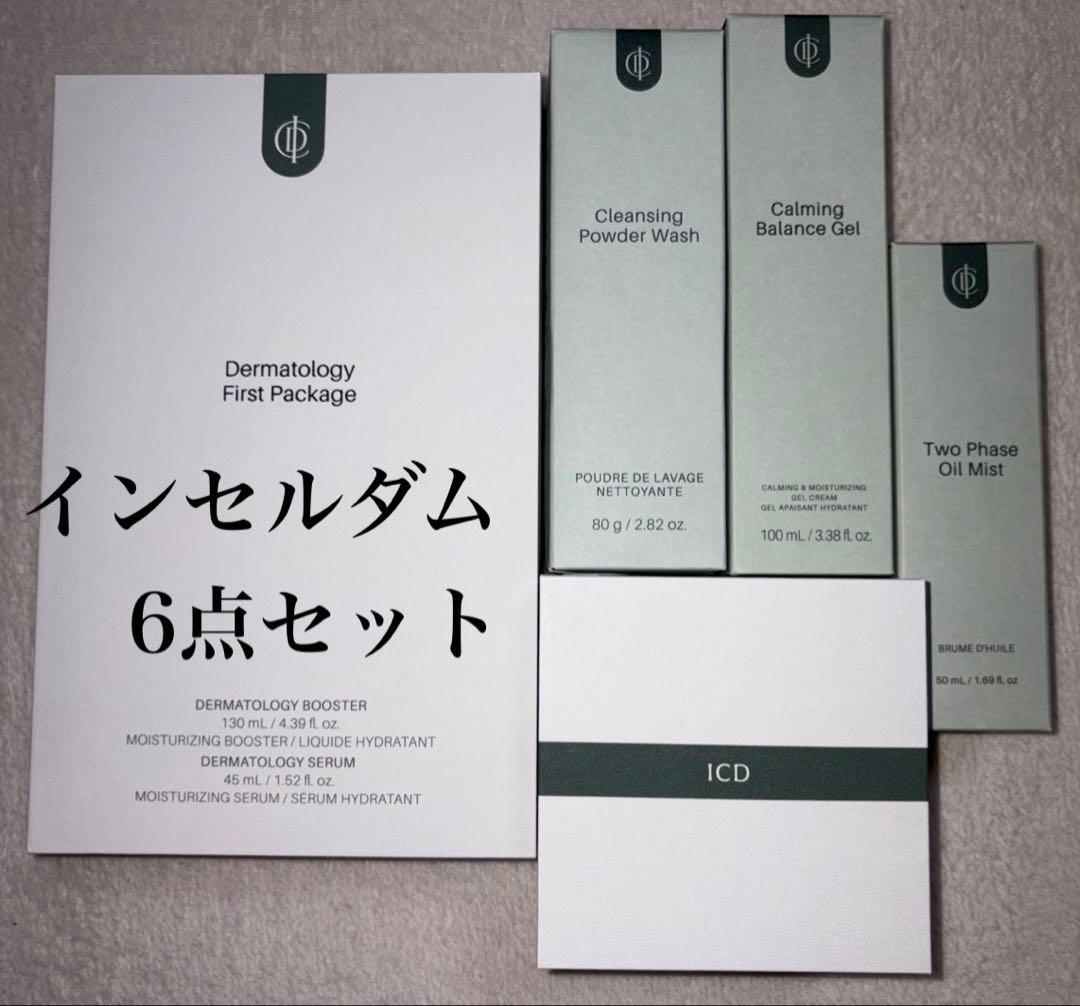 Dermatology
First Package
インセルダム
6点セット
DERMATOLOGY BOOSTER
130 mL / 4.39 fl. oz.
MOISTURIZING BOOSTER / LIQUIDE HYDRATANT
DERMATOLOGY SERUM
45 mL / 1.52 fl. oz.
MOISTURIZING SERUM / SÉRUM HYDRATANT
Cleansing
Powder Wash
POUDRE DE LAVAGE
NETTOYANTE
80 g / 2.82 oz.
Calming
Balance Gel
CALMING & MOISTURIZING
GEL CREAM
GEL APAISANT HYDRATANT
100 mL / 3.38 fl. oz.
Two Phase
Oil Mist
BRUME D'HUILE
50 mL / 1.69 fl. oz
ICD